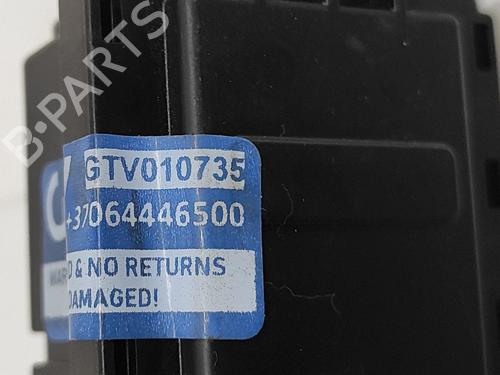 B-PARTS
GTV010735
+37064446500
& NO RETURNS
DAMAGED!